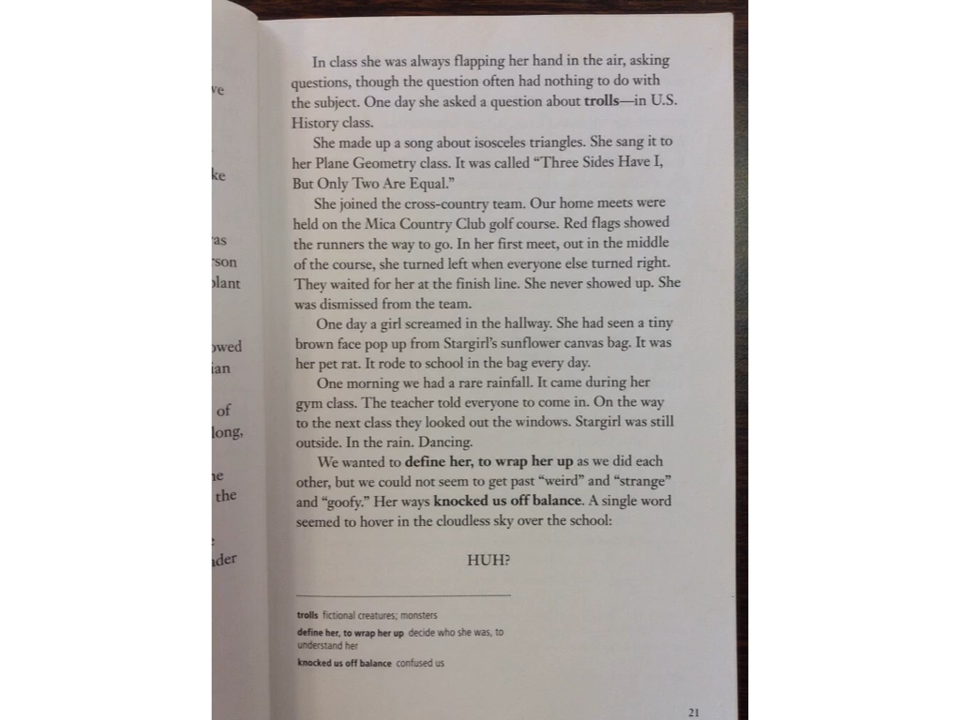 ve
ke
as
son
plant
owed
ian
of
long,
ne
the
ader
In class she was always flapping her hand in the air, asking
questions, though the question often had nothing to do with
the subject. One day she asked a question about trolls—in U.S.
History class.
She made up a song about isosceles triangles. She sang it to
her Plane Geometry class. It was called “Three Sides Have I,
But Only Two Are Equal.”
She joined the cross-country team. Our home meets were
held on the Mica Country Club golf course. Red flags showed
the runners the way to go. In her first meet, out in the middle
of the course, she turned left when everyone else turned right.
They waited for her at the finish line. She never showed up. She
was dismissed from the team.
One day a girl screamed in the hallway. She had seen a tiny
brown face pop up from Stargirl’s sunflower canvas bag. It was
her pet rat. It rode to school in the bag every day.
One morning we had a rare rainfall. It came during her
gym class. The teacher told everyone to come in. On the way
to the next class they looked out the windows. Stargirl was still
outside. In the rain. Dancing.
We wanted to define her, to wrap her up as we did each
other, but we could not seem to get past “weird” and “strange”
and “goofy.” Her ways knocked us off balance. A single word
seemed to hover in the cloudless sky over the school:
HUH?
trolls fictional creatures; monsters
define her, to wrap her up decide who she was, to
understand her
knocked us off balance confused us
21